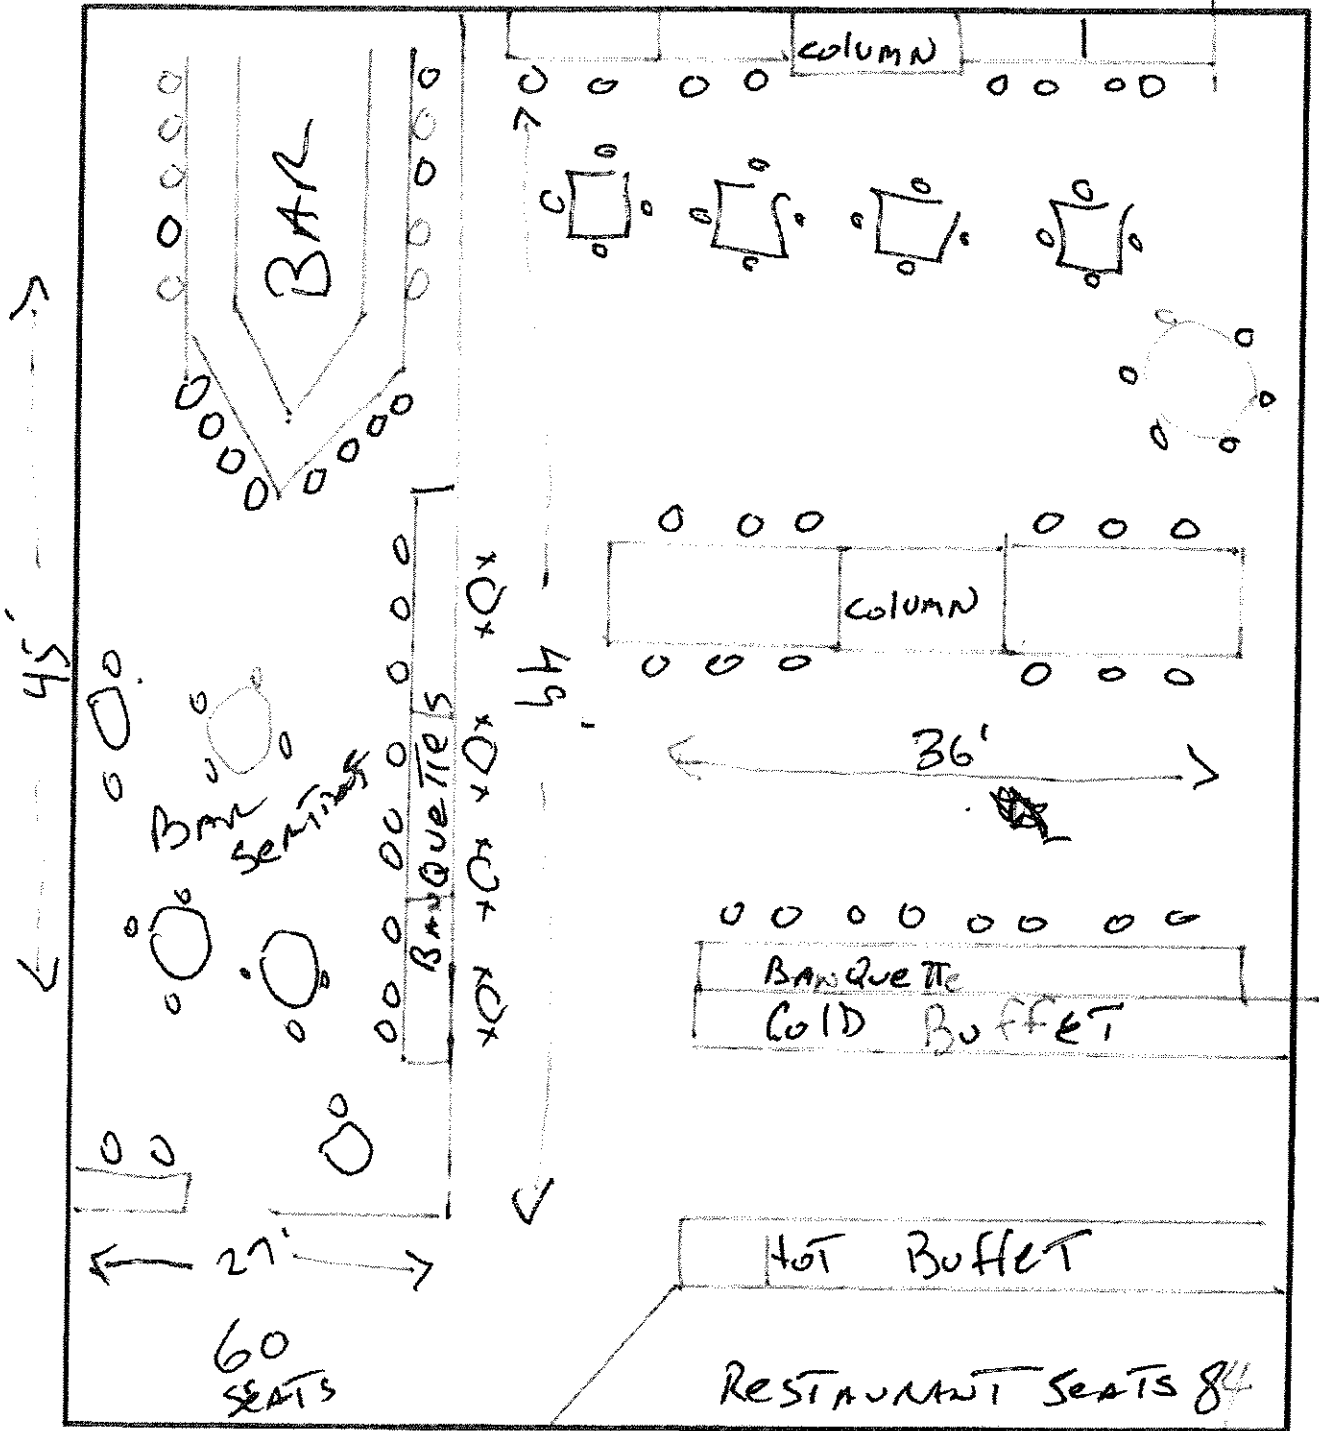 COLUMN
BAR
45'
49'
COLUMN
36'
BAR
SEATING
BANQUETTES
BANQUETTE
COLD BUFFET
27'
HOT BUFFET
60
SEATS
RESTAURANT SEATS 84